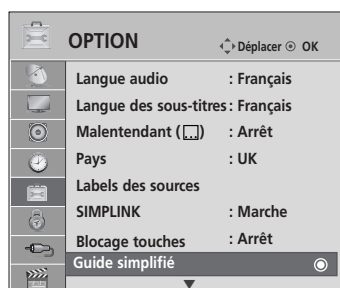 OPTION
Déplacer OK
Langue audio : Français
Langue des sous-titres : Français
Malentendant ( ) : Arrêt
Pays : UK
Labels des sources
SIMPLINK : Marche
Blocage touches : Arrêt
Guide simplifié